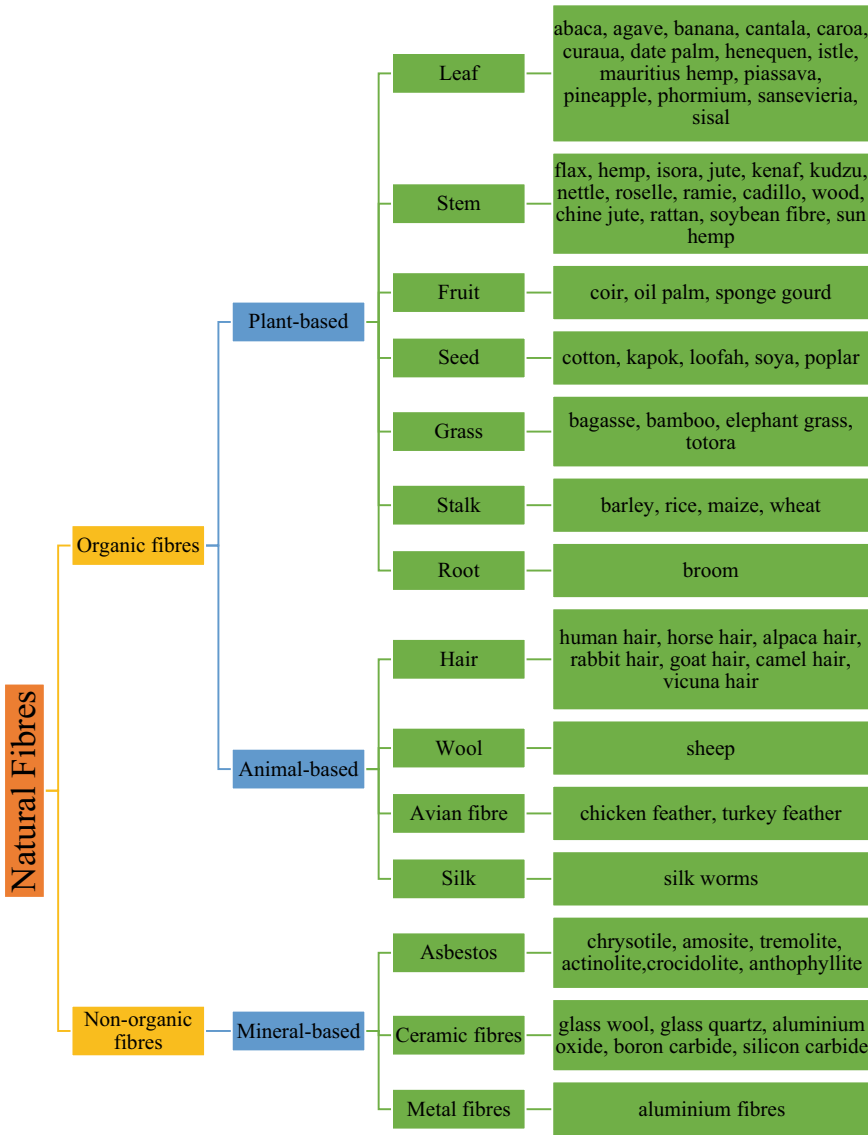 Natural Fibres
Organic fibres
Plant-based
Leaf
abaca, agave, banana, cantala, caroa,
curaua, date palm, henequen, istle,
mauritius hemp, piassava,
pineapple, phormium, sansevieria,
sisal
Stem
flax, hemp, isora, jute, kenaf, kudzu,
nettle, roselle, ramie, cadillo, wood,
chine jute, rattan, soybean fibre, sun
hemp
Fruit
coir, oil palm, sponge gourd
Seed
cotton, kapok, loofah, soya, poplar
Grass
bagasse, bamboo, elephant grass,
totora
Stalk
barley, rice, maize, wheat
Root
broom
Animal-based
Hair
human hair, horse hair, alpaca hair,
rabbit hair, goat hair, camel hair,
vicuna hair
Wool
sheep
Avian fibre
chicken feather, turkey feather
Silk
silk worms
Non-organic
fibres
Mineral-based
Asbestos
chrysotile, amosite, tremolite,
actinolite,crocidolite, anthophyllite
Ceramic fibres
glass wool, glass quartz, aluminium
oxide, boron carbide, silicon carbide
Metal fibres
aluminium fibres